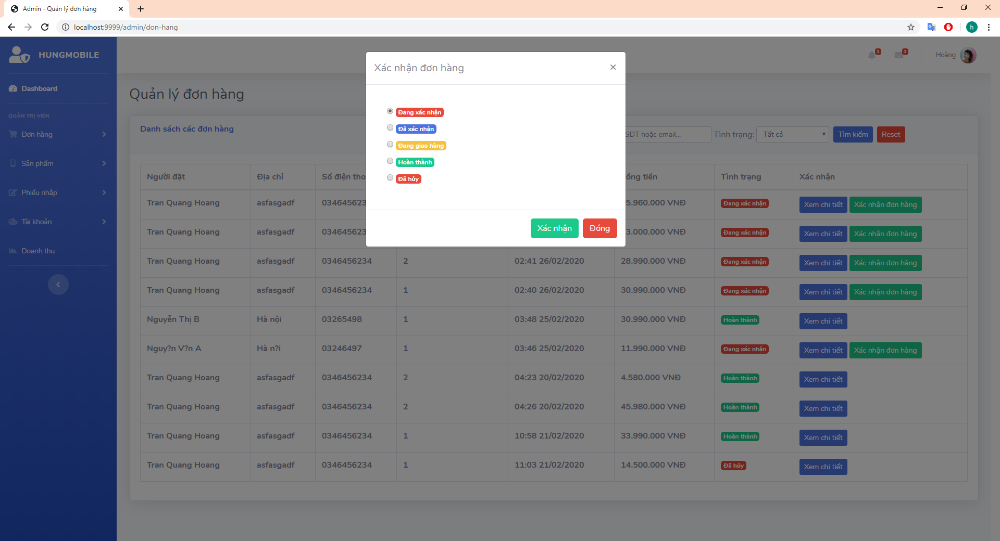 Admin - Quản lý đơn hàng
localhost:9999/admin/don-hang
h
HUNGMOBILE
1
3
Hoàng
Dashboard
QUẢN TRỊ VIÊN
Đơn hàng
Sản phẩm
Phiếu nhập
Tài khoản
Doanh thu
Quản lý đơn hàng
Xác nhận đơn hàng
×
Đang xác nhận
Đã xác nhận
Đang giao hàng
Hoàn thành
Đã hủy
Xác nhận Đóng
Danh sách các đơn hàng SĐT hoặc email... Tình trạng: Tất cả Tìm kiếm Reset
Người đặt Địa chỉ Số điện tho ổng tiền Tình trạng Xác nhận
Tran Quang Hoang asfasgadf 034645623 5.960.000 VNĐ Đang xác nhận Xem chi tiết Xác nhận đơn hàng
Tran Quang Hoang asfasgadf 034645623 3.000.000 VNĐ Đang xác nhận Xem chi tiết Xác nhận đơn hàng
Tran Quang Hoang asfasgadf 0346456234 2 02:41 26/02/2020 28.990.000 VNĐ Đang xác nhận Xem chi tiết Xác nhận đơn hàng
Tran Quang Hoang asfasgadf 0346456234 1 02:40 26/02/2020 30.990.000 VNĐ Đang xác nhận Xem chi tiết Xác nhận đơn hàng
Nguyễn Thị B Hà nội 03265498 1 03:48 25/02/2020 30.990.000 VNĐ Hoàn thành Xem chi tiết
Nguy?n V?n A Hà n?i 03246497 1 03:46 25/02/2020 11.990.000 VNĐ Đang xác nhận Xem chi tiết Xác nhận đơn hàng
Tran Quang Hoang asfasgadf 0346456234 2 04:23 20/02/2020 4.580.000 VNĐ Hoàn thành Xem chi tiết
Tran Quang Hoang asfasgadf 0346456234 2 04:26 20/02/2020 45.980.000 VNĐ Hoàn thành Xem chi tiết
Tran Quang Hoang asfasgadf 0346456234 1 10:58 21/02/2020 33.990.000 VNĐ Hoàn thành Xem chi tiết
Tran Quang Hoang asfasgadf 0346456234 1 11:03 21/02/2020 14.500.000 VNĐ Đã hủy Xem chi tiết